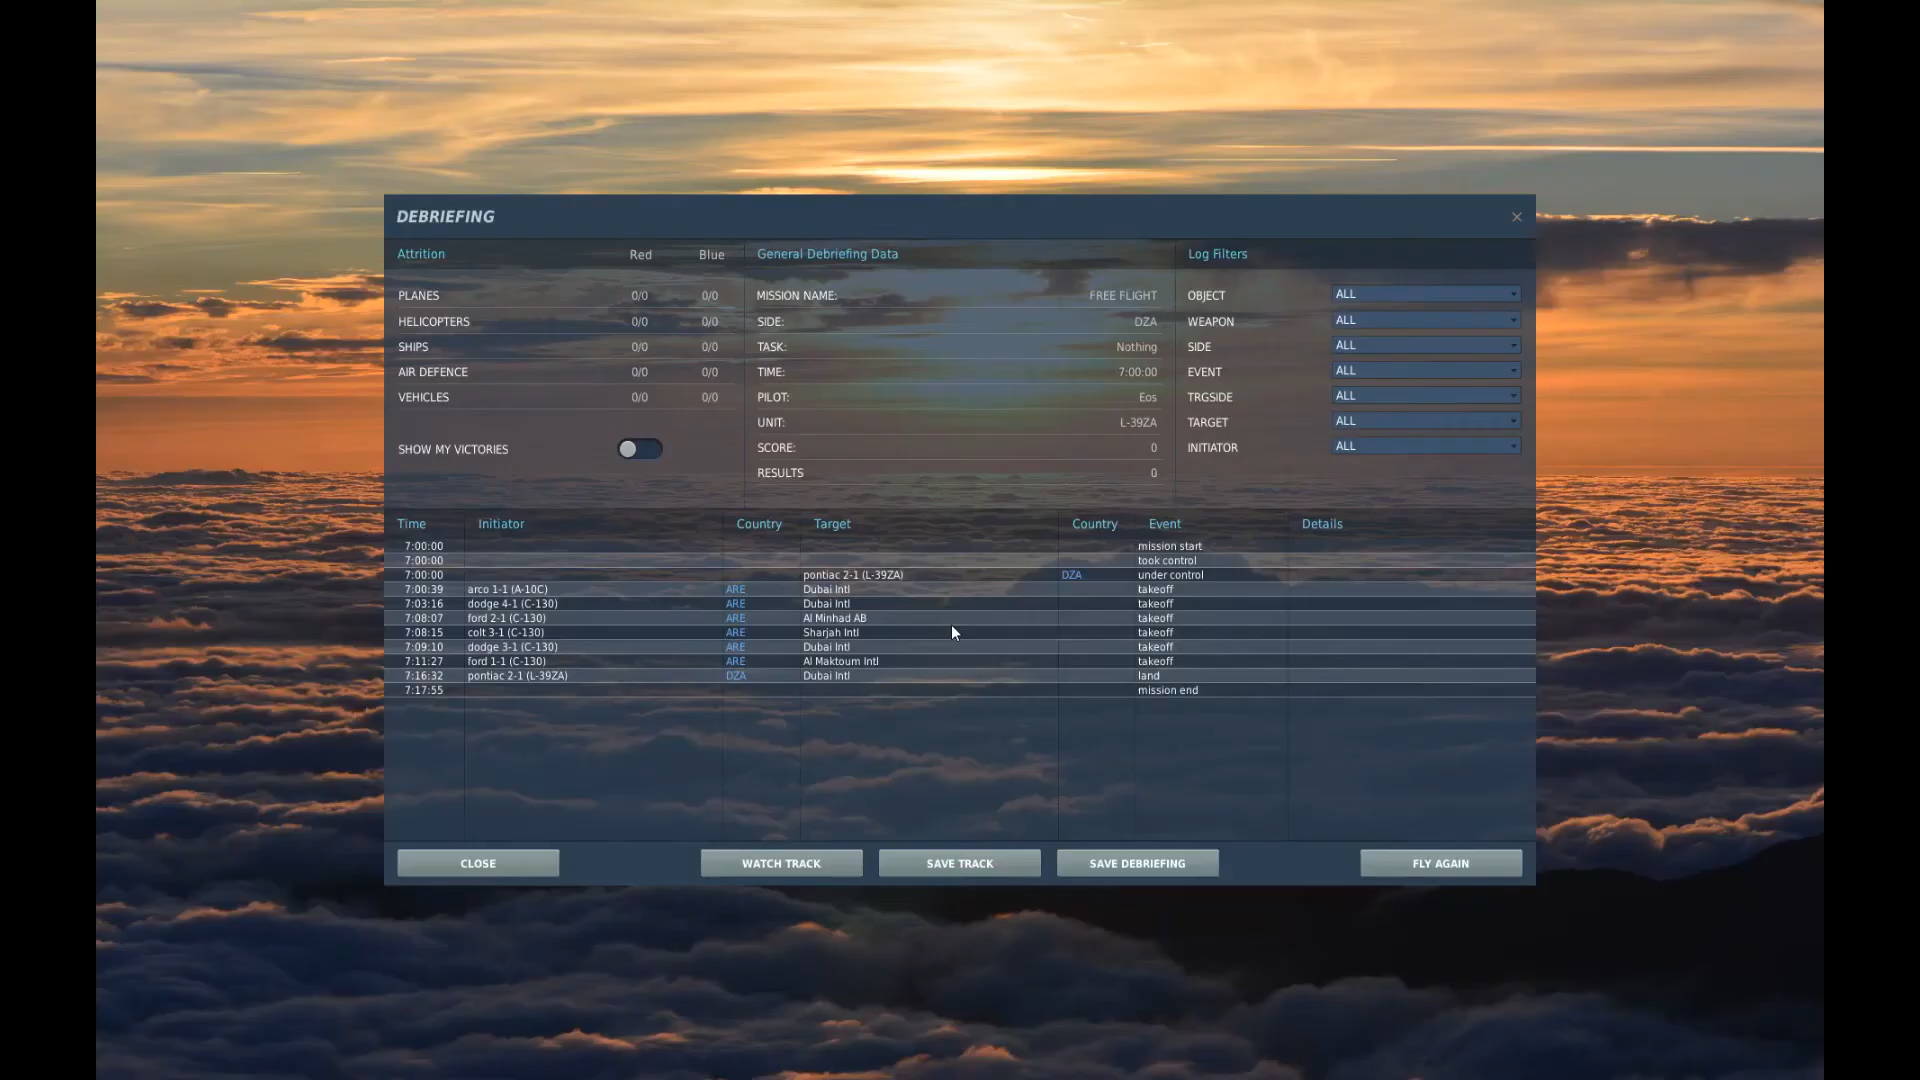 DEBRIEFING ×
Attrition Red Blue General Debriefing Data Log Filters
PLANES 0/0 0/0 MISSION NAME: FREE FLIGHT OBJECT ALL
HELICOPTERS 0/0 0/0 SIDE: DZA WEAPON ALL
SHIPS 0/0 0/0 TASK: Nothing SIDE ALL
AIR DEFENCE 0/0 0/0 TIME: 7:00:00 EVENT ALL
VEHICLES 0/0 0/0 PILOT: Eos TRGSIDE ALL
UNIT: L-39ZA TARGET ALL
SHOW MY VICTORIES SCORE: 0 INITIATOR ALL
RESULTS 0
Time Initiator Country Target Country Event Details
7:00:00 mission start
7:00:00 took control
7:00:00 pontiac 2-1 (L-39ZA) DZA under control
7:00:39 arco 1-1 (A-10C) ARE Dubai Intl takeoff
7:03:16 dodge 4-1 (C-130) ARE Dubai Intl takeoff
7:08:07 ford 2-1 (C-130) ARE Al Minhad AB takeoff
7:08:15 colt 3-1 (C-130) ARE Sharjah Intl takeoff
7:09:10 dodge 3-1 (C-130) ARE Dubai Intl takeoff
7:11:27 ford 1-1 (C-130) ARE Al Maktoum Intl takeoff
7:16:32 pontiac 2-1 (L-39ZA) DZA Dubai Intl land
7:17:55 mission end
CLOSE WATCH TRACK SAVE TRACK SAVE DEBRIEFING FLY AGAIN